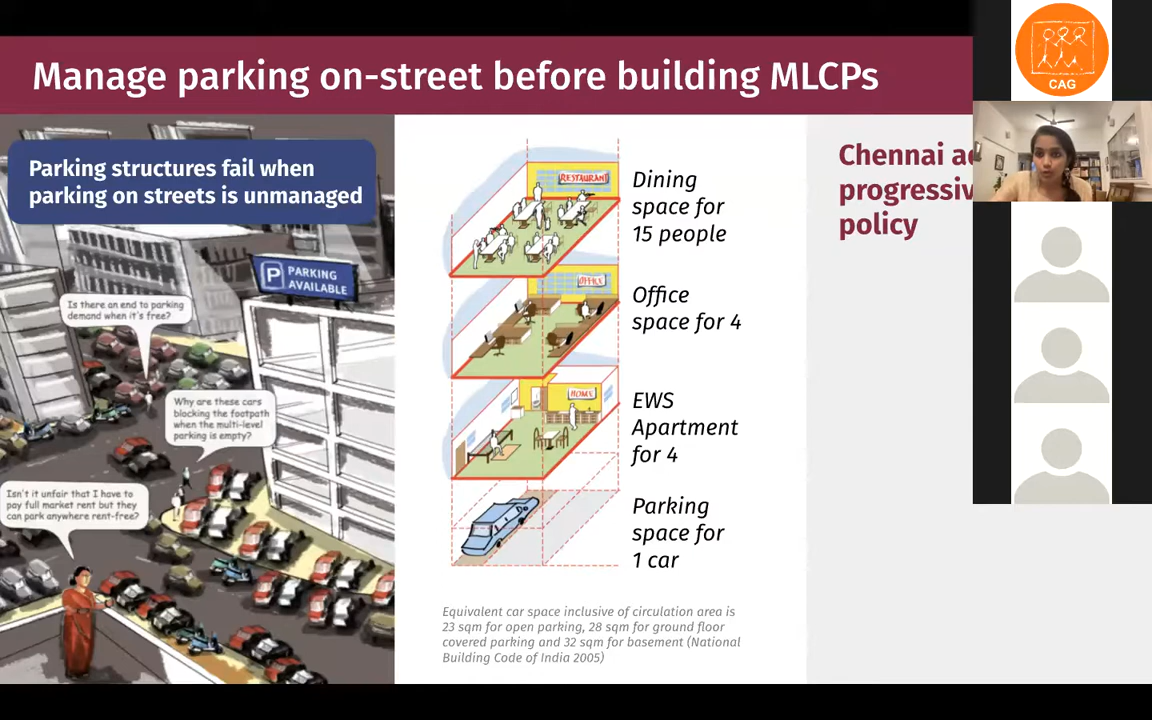 Manage parking on-street before building MLCPs
Parking structures fail when
parking on streets is unmanaged
P PARKING
AVAILABLE
Is there an end to parking
demand when it's free?
Why are these cars
blocking the footpath
when the multi-level
parking is empty?
Isn't it unfair that I have to
pay full market rent but they
can park anywhere rent-free?
RESTAURANT
Dining
space for
15 people
OFFICE
Office
space for 4
HOME
EWS
Apartment
for 4
Parking
space for
1 car
Equivalent car space inclusive of circulation area is
23 sqm for open parking, 28 sqm for ground floor
covered parking and 32 sqm for basement (National
Building Code of India 2005)
Chennai
policy
CAG